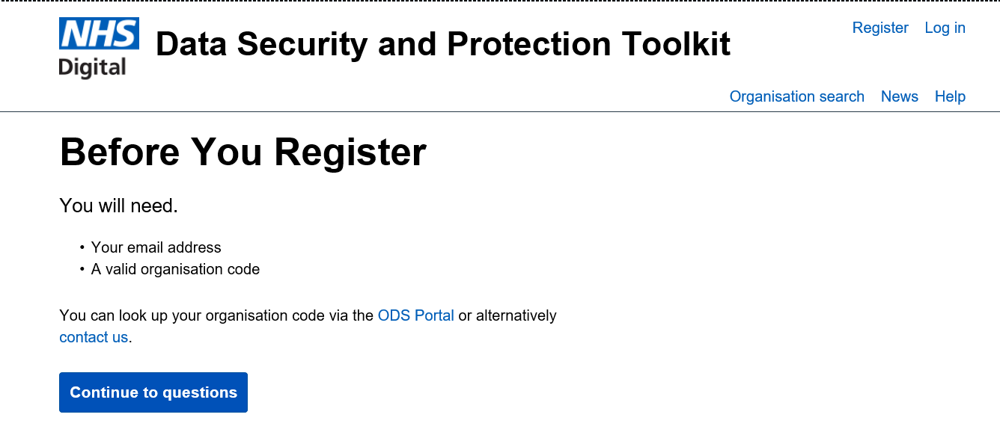 Register Log in
NHS
Digital
Data Security and Protection Toolkit
Organisation search News Help
Before You Register
You will need.
• Your email address
• A valid organisation code
You can look up your organisation code via the ODS Portal or alternatively
contact us.
Continue to questions